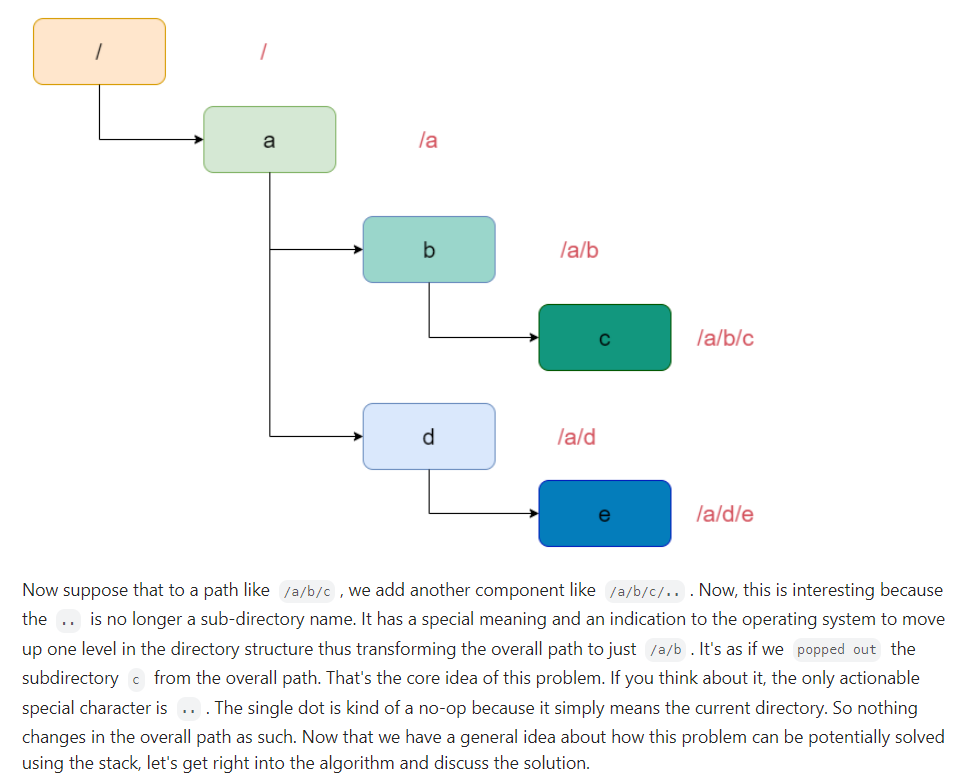 / /
a /a
b /a/b
c /a/b/c
d /a/d
e /a/d/e
Now suppose that to a path like /a/b/c , we add another component like /a/b/c/.. . Now, this is interesting because
the .. is no longer a sub-directory name. It has a special meaning and an indication to the operating system to move
up one level in the directory structure thus transforming the overall path to just /a/b . It's as if we popped out the
subdirectory c from the overall path. That's the core idea of this problem. If you think about it, the only actionable
special character is .. . The single dot is kind of a no-op because it simply means the current directory. So nothing
changes in the overall path as such. Now that we have a general idea about how this problem can be potentially solved
using the stack, let's get right into the algorithm and discuss the solution.